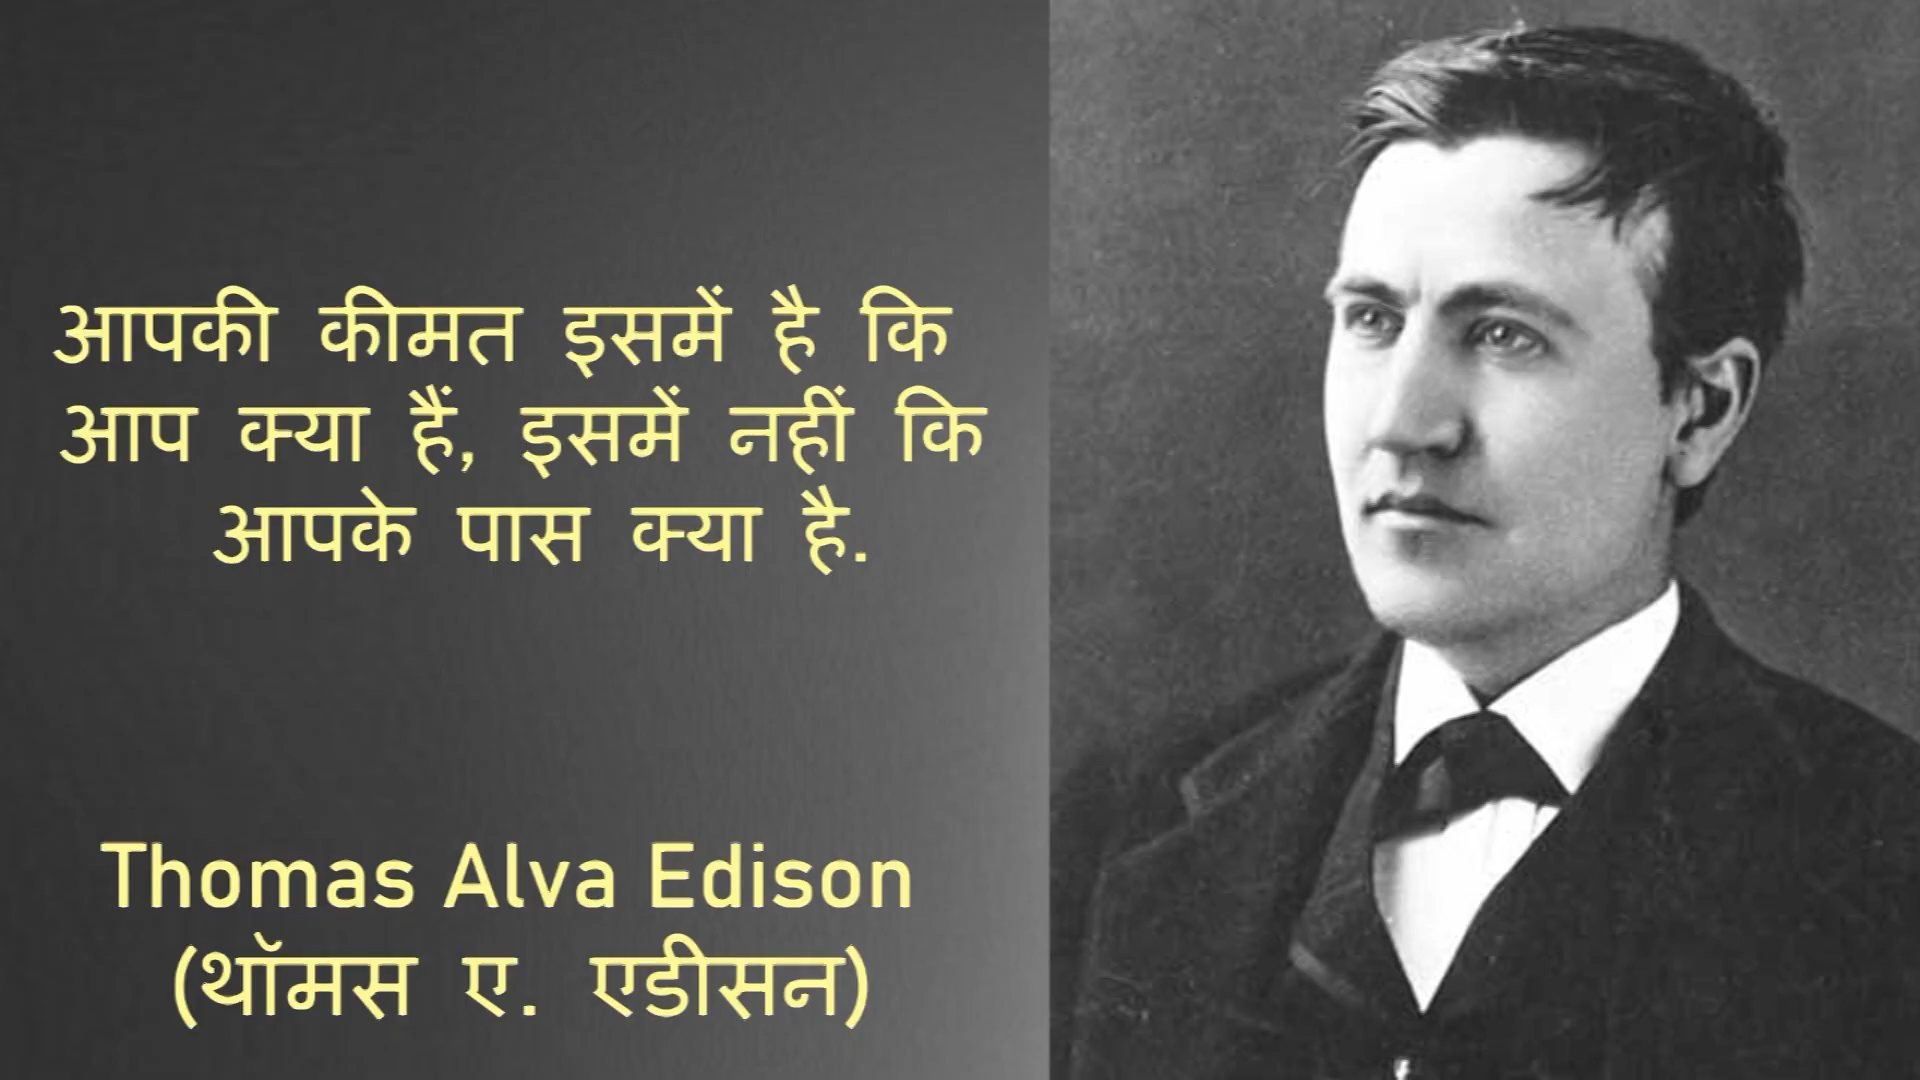 आपकी कीमत इसमें है कि
आप क्या हैं, इसमें नहीं कि
आपके पास क्या है.
Thomas Alva Edison
(थॉमस ए. एडीसन)